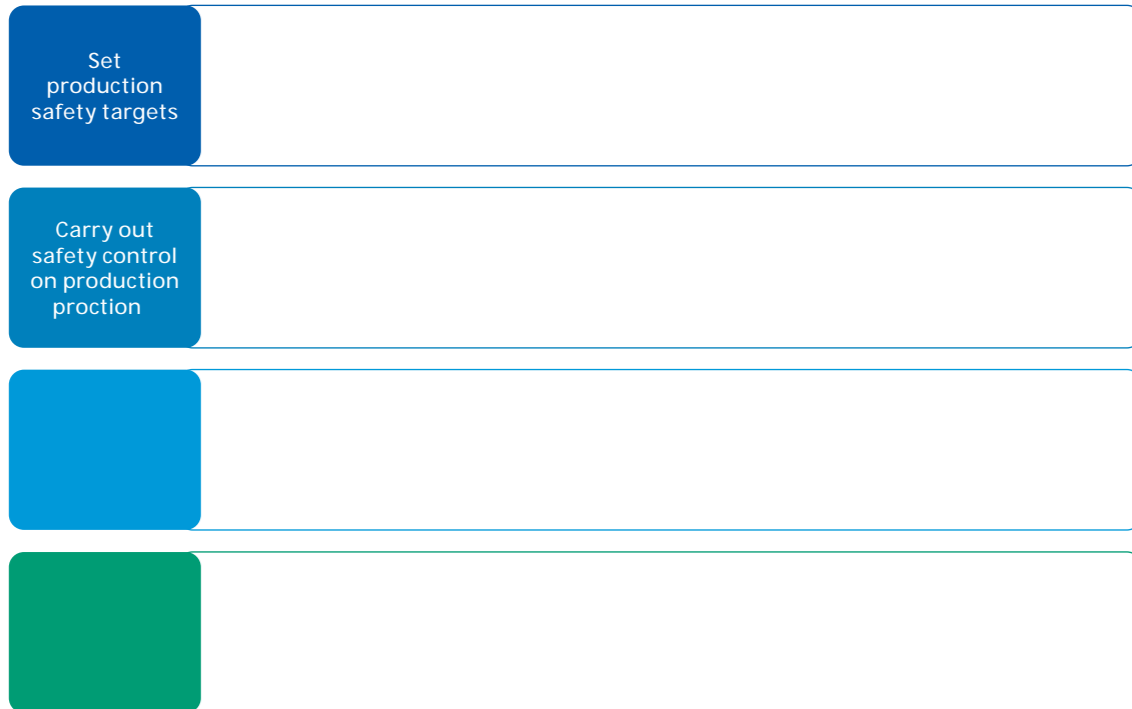 Set
production
safety targets
Carry out
safety control
on production
proction